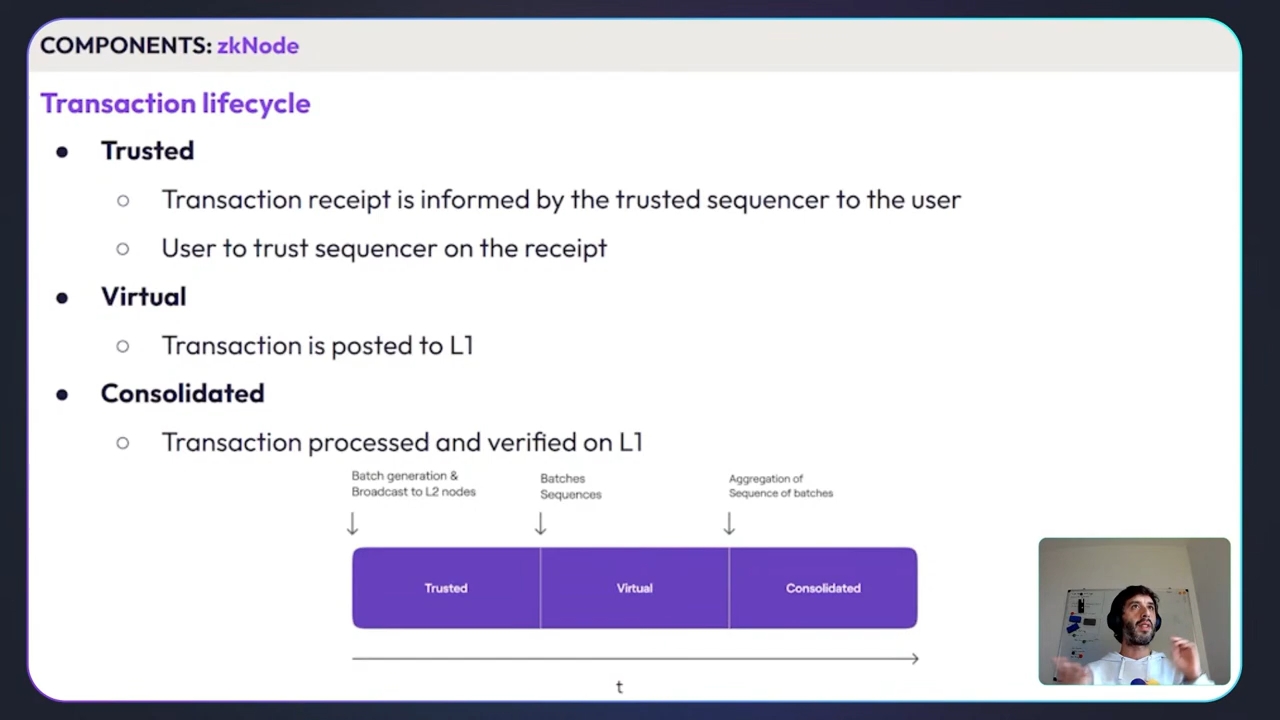 COMPONENTS: zkNode
Transaction lifecycle
● Trusted
○ Transaction receipt is informed by the trusted sequencer to the user
○ User to trust sequencer on the receipt
● Virtual
○ Transaction is posted to L1
● Consolidated
○ Transaction processed and verified on L1
Batch generation &
Broadcast to L2 nodes
Batches
Sequences
Aggregation of
Sequence of batches
Trusted
Virtual
Consolidated
t